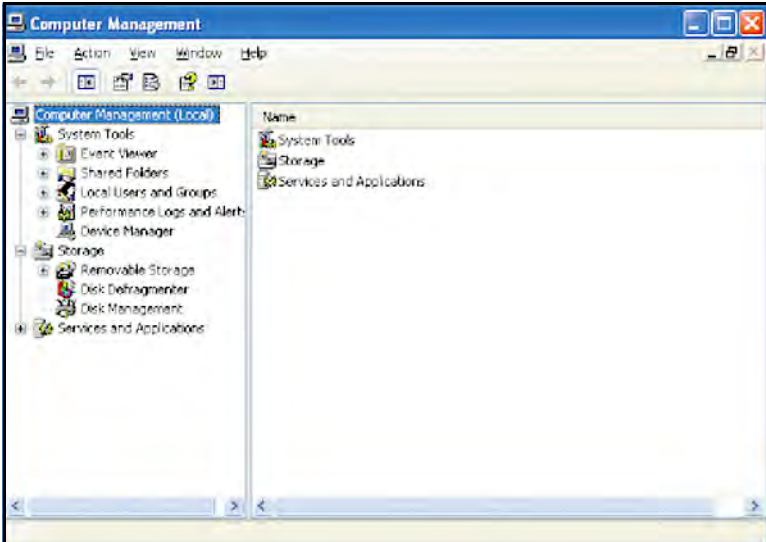 Computer Management
File Action View Window Help
Computer Management (Local)
System Tools
Event Viewer
Shared Folders
Local Users and Groups
Performance Logs and Alert
Device Manager
Storage
Removable Storage
Disk Defragmenter
Disk Management
Services and Applications
Name
System Tools
Storage
Services and Applications